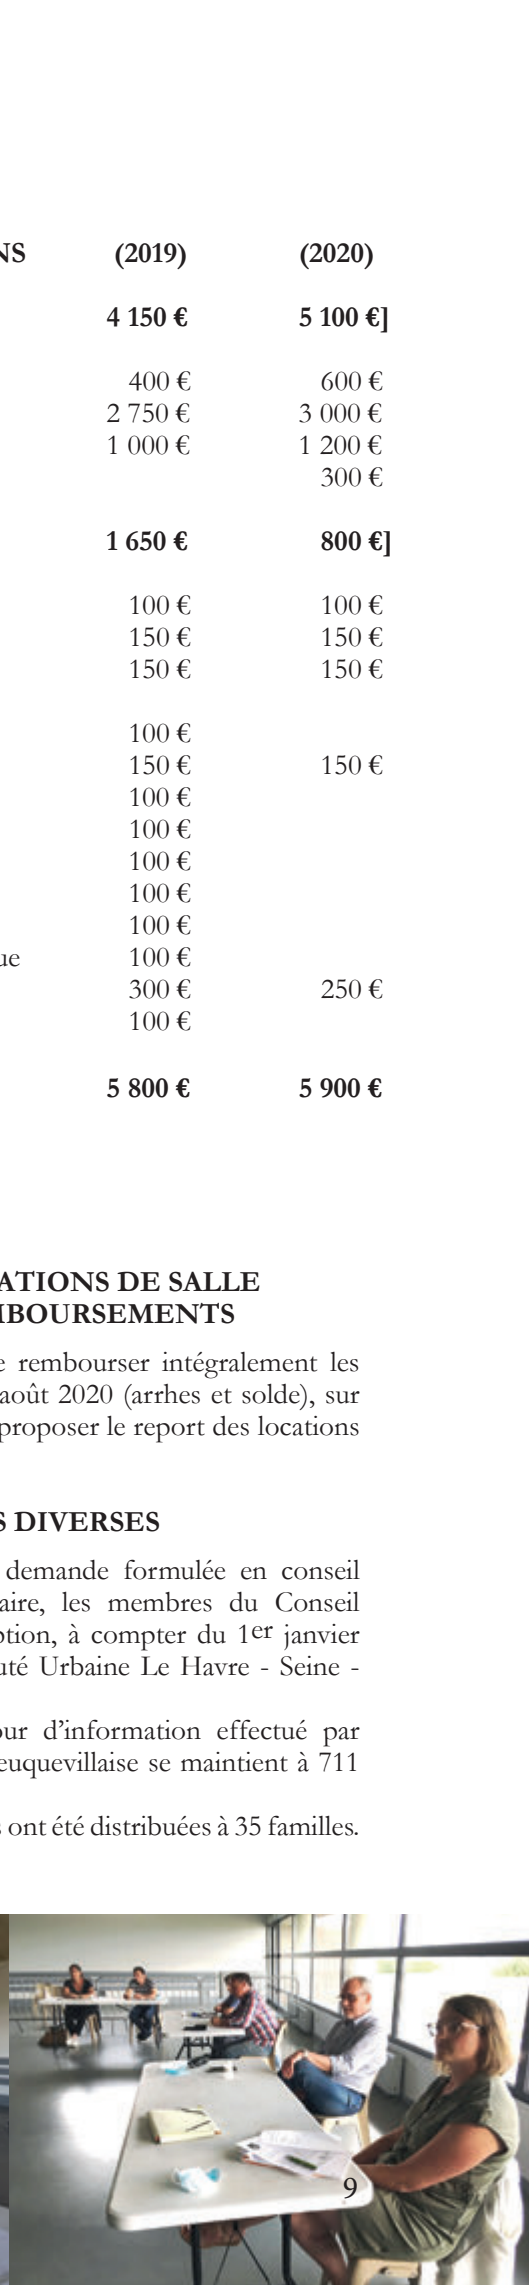 NS (2019) (2020)
4 150 € 5 100 €]
400 € 600 €
2 750 € 3 000 €
1 000 € 1 200 €
300 €
1 650 € 800 €]
100 € 100 €
150 € 150 €
150 € 150 €
100 €
150 € 150 €
100 €
100 €
100 €
100 €
100 €
ue 100 €
300 € 250 €
100 €
5 800 € 5 900 €
ATIONS DE SALLE
MBOURSEMENTS
e rembourser intégralement les
août 2020 (arrhes et solde), sur
proposer le report des locations
S DIVERSES
demande formulée en conseil
aire, les membres du Conseil
ption, à compter du 1er janvier
uté Urbaine Le Havre - Seine -
our d'information effectué par
euquevillaise se maintient à 711
s ont été distribuées à 35 familles.
9